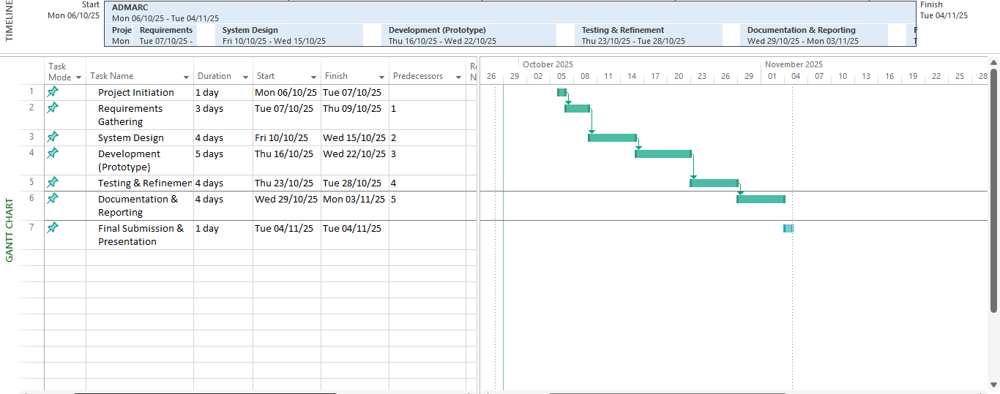 TIMELINE
Start
Mon 06/10/25
ADMARC
Mon 06/10/25 - Tue 04/11/25
Finish
Tue 04/11/25
Proje
Mon
Requirements
Tue 07/10/25 -
System Design
Fri 10/10/25 - Wed 15/10/25
Development (Prototype)
Thu 16/10/25 - Wed 22/10/25
Testing & Refinement
Thu 23/10/25 - Tue 28/10/25
Documentation & Reporting
Wed 29/10/25 - Mon 03/11/25
GANTT CHART
Task Mode Task Name Duration Start Finish Predecessors
October 2025 November 2025
26 29 02 05 08 11 14 17 20 23 26 29 01 04 07 10 13 16 19 22 25 28
1 Project Initiation 1 day Mon 06/10/25 Tue 07/10/25
2 Requirements Gathering 3 days Tue 07/10/25 Thu 09/10/25 1
3 System Design 4 days Fri 10/10/25 Wed 15/10/25 2
4 Development (Prototype) 5 days Thu 16/10/25 Wed 22/10/25 3
5 Testing & Refinemen 4 days Thu 23/10/25 Tue 28/10/25 4
6 Documentation & Reporting 4 days Wed 29/10/25 Mon 03/11/25 5
7 Final Submission & Presentation 1 day Tue 04/11/25 Tue 04/11/25